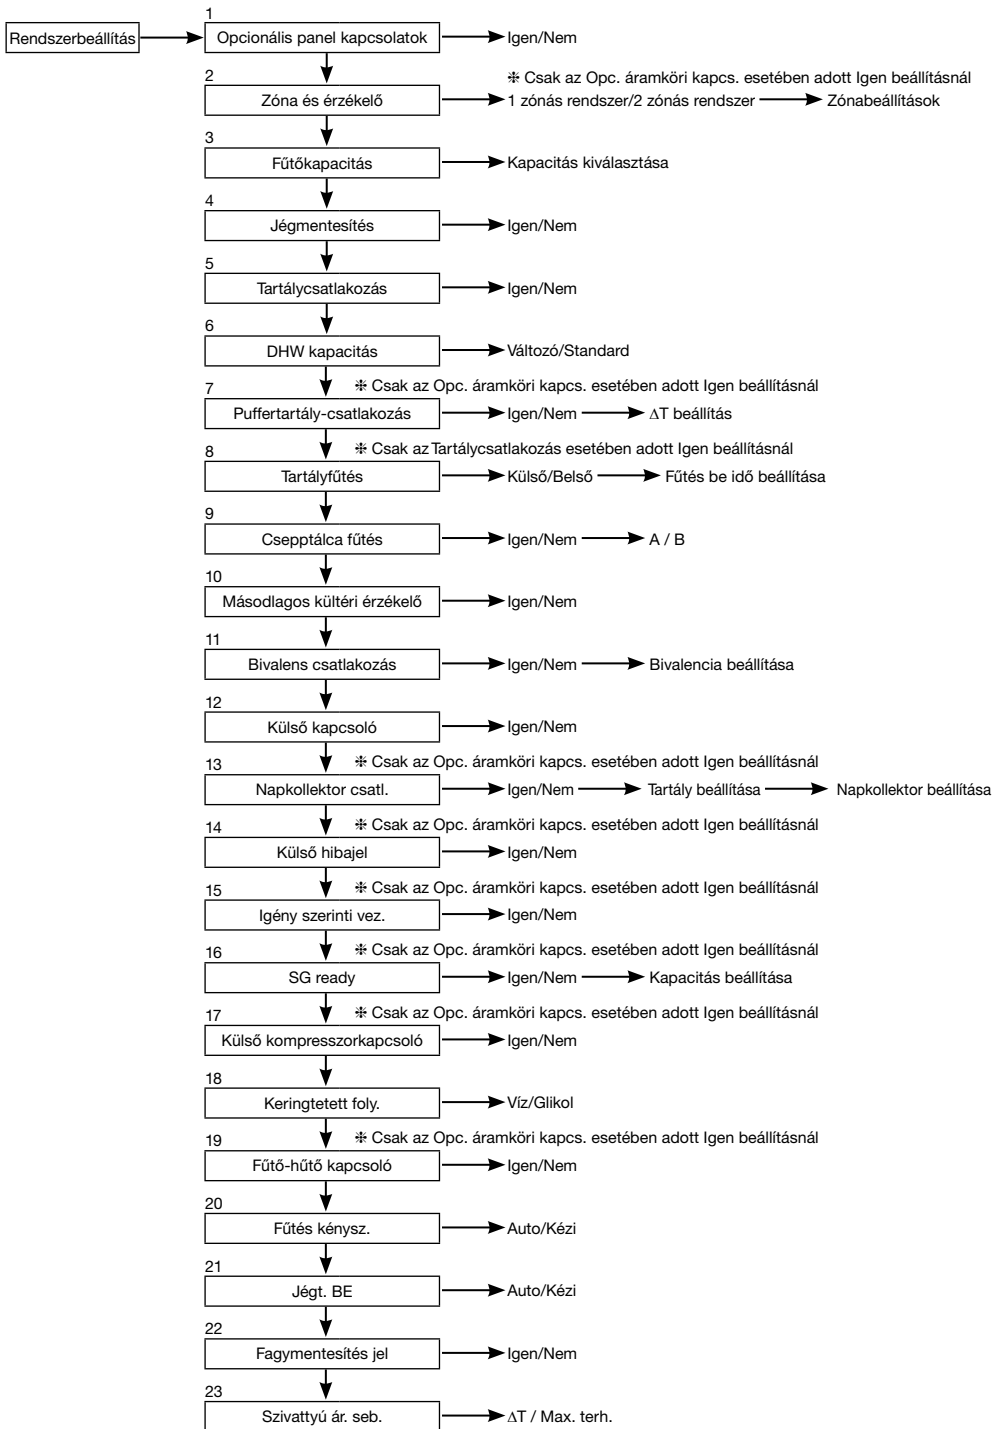 1
Rendszerbeállítás Opcionális panel kapcsolatok Igen/Nem
2 ❊ Csak az Opc. áramköri kapcs. esetében adott Igen beállításnál
Zóna és érzékelő 1 zónás rendszer/2 zónás rendszer Zónabeállítások
3
Fűtőkapacitás Kapacitás kiválasztása
4
Jégmentesítés Igen/Nem
5
Tartálycsatlakozás Igen/Nem
6
DHW kapacitás Változó/Standard
7 ❊ Csak az Opc. áramköri kapcs. esetében adott Igen beállításnál
Puffertartály-csatlakozás Igen/Nem ΔT beállítás
8 ❊ Csak az Tartálycsatlakozás esetében adott Igen beállításnál
Tartályfűtés Külső/Belső Fűtés be idő beállítása
9
Csepptálca fűtés Igen/Nem A / B
10
Másodlagos kültéri érzékelő Igen/Nem
11
Bivalens csatlakozás Igen/Nem Bivalencia beállítása
12
Külső kapcsoló Igen/Nem
13 ❊ Csak az Opc. áramköri kapcs. esetében adott Igen beállításnál
Napkollektor csatl. Igen/Nem Tartály beállítása Napkollektor beállítása
14 ❊ Csak az Opc. áramköri kapcs. esetében adott Igen beállításnál
Külső hibajel Igen/Nem
15 ❊ Csak az Opc. áramköri kapcs. esetében adott Igen beállításnál
Igény szerinti vez. Igen/Nem
16 ❊ Csak az Opc. áramköri kapcs. esetében adott Igen beállításnál
SG ready Igen/Nem Kapacitás beállítása
17 ❊ Csak az Opc. áramköri kapcs. esetében adott Igen beállításnál
Külső kompresszorkapcsoló Igen/Nem
18
Keringtetett foly. Víz/Glikol
19 ❊ Csak az Opc. áramköri kapcs. esetében adott Igen beállításnál
Fűtő-hűtő kapcsoló Igen/Nem
20
Fűtés kénysz. Auto/Kézi
21
Jégt. BE Auto/Kézi
22
Fagymentesítés jel Igen/Nem
23
Szivattyú ár. seb. ΔT / Max. terh.